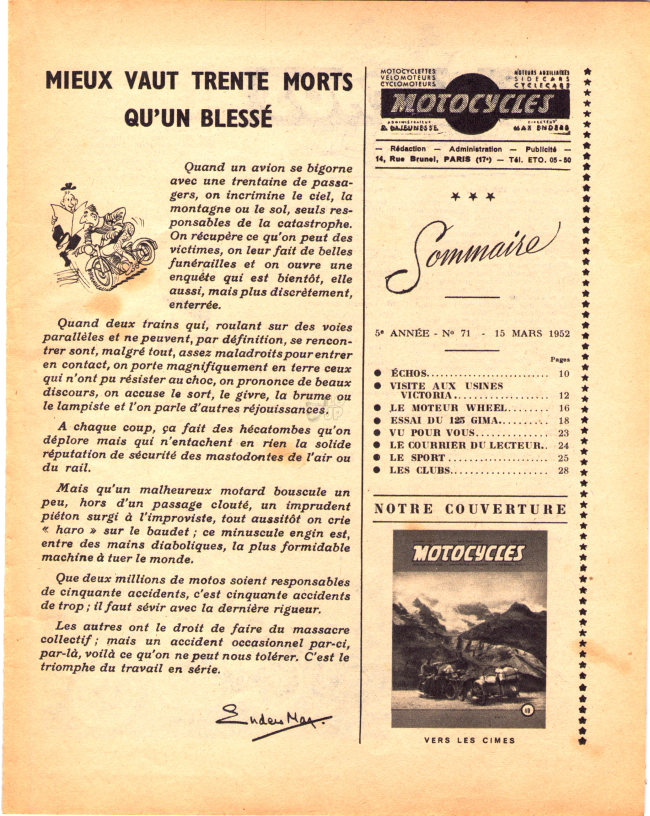 MIEUX VAUT TRENTE MORTS
QU'UN BLESSÉ
Quand un avion se bigorne
avec une trentaine de passa-
gers, on incrimine le ciel, la
montagne ou le sol, seuls res-
ponsables de la catastrophe.
On récupère ce qu'on peut des
victimes, on leur fait de belles
funérailles et on ouvre une
enquête qui est bientôt, elle
aussi, mais plus discrètement,
enterrée.
Quand deux trains qui, roulant sur des voies
parallèles et ne peuvent, par définition, se rencon-
trer sont, malgré tout, assez maladroits pour entrer
en contact, on porte magnifiquement en terre ceux
qui n'ont pu résister au choc, on prononce de beaux
discours, on accuse le sort, le givre, la brume ou
le lampiste et l'on parle d'autres réjouissances.
A chaque coup, ça fait des hécatombes qu'on
déplore mais qui n'entachent en rien la solide
réputation de sécurité des mastodontes de l'air ou
du rail.
Mais qu'un malheureux motard bouscule un
peu, hors d'un passage clouté, un imprudent
piéton surgi à l'improviste, tout aussitôt on crie
« haro » sur le baudet ; ce minuscule engin est,
entre des mains diaboliques, la plus formidable
machine à tuer le monde.
Que deux millions de motos soient responsables
de cinquante accidents, c'est cinquante accidents
de trop ; il faut sévir avec la dernière rigueur.
Les autres ont le droit de faire du massacre
collectif ; mais un accident occasionnel par-ci,
par-là, voilà ce qu'on ne peut nous tolérer. C'est le
triomphe du travail en série.
Enders Max.
MOTOCYCLETTES
VELOMOTEURS
CYCLOMOTEURS
MOTEURS AUXILIAIRES
SIDECARS
CYCLECARS
MOTOCYCLES
ADMINISTRATEUR
R. LAJEUNESSE
DIRECTEUR
MAX ENDERS
— Rédaction — Administration — Publicité —
14, Rue Brunel, PARIS (17e) — Tél. ETO. 05-50
Sommaire
5e ANNÉE - No 71 - 15 MARS 1952
Pages
● ÉCHOS........................ 10
● VISITE AUX USINES
VICTORIA.................... 12
● LE MOTEUR WHEEL........ 16
● ESSAI DU 125 GIMA......... 18
● VU POUR VOUS.............. 23
● LE COURRIER DU LECTEUR.. 24
● LE SPORT.................... 25
● LES CLUBS................... 28
NOTRE COUVERTURE
MOTOCYCLES
VERS LES CIMES